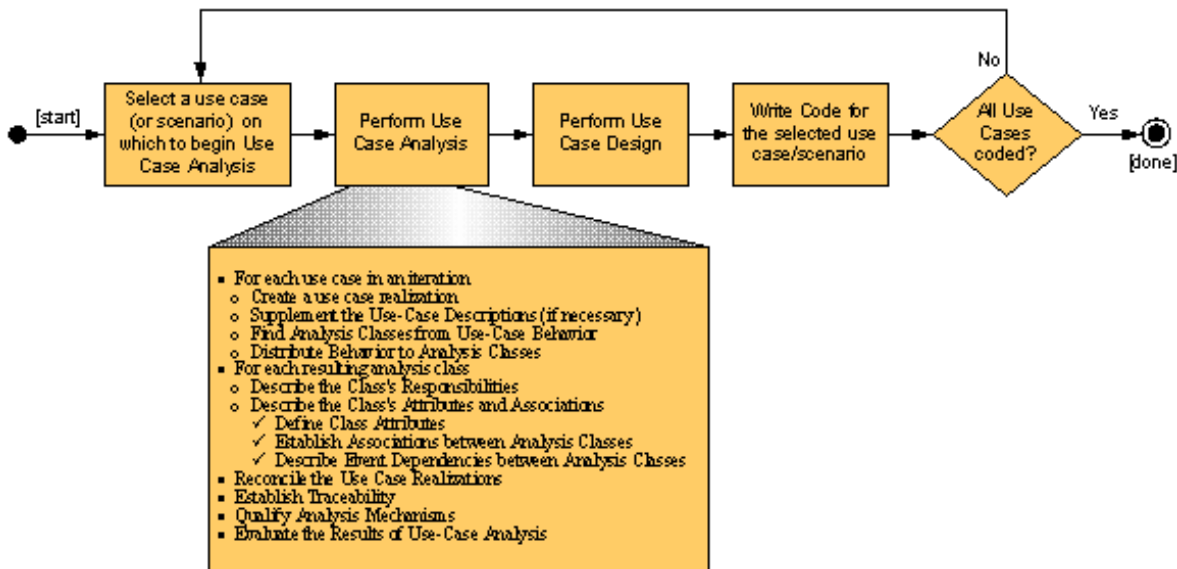 No
[start]
Select a use case
(or scenario) on
which to begin Use
Case Analysis
Perform Use
Case Analysis
Perform Use
Case Design
Write Code for
the selected use
case/scenario
All Use
Cases
coded?
Yes
[done]
▪ For each use case in an iteration
o Create a use case realization
o Supplement the Use-Case Descriptions (if necessary)
o Find Analysis Classes from Use-Case Behavior
o Distribute Behavior to Analysis Classes
▪ For each resulting analysis class
o Describe the Class's Responsibilities
o Describe the Class's Attributes and Associations
✓ Define Class Attributes
✓ Establish Associations between Analysis Classes
✓ Describe Event Dependencies between Analysis Classes
▪ Reconcile the Use Case Realizations
▪ Establish Traceability
▪ Qualify Analysis Mechanisms
▪ Evaluate the Results of Use-Case Analysis